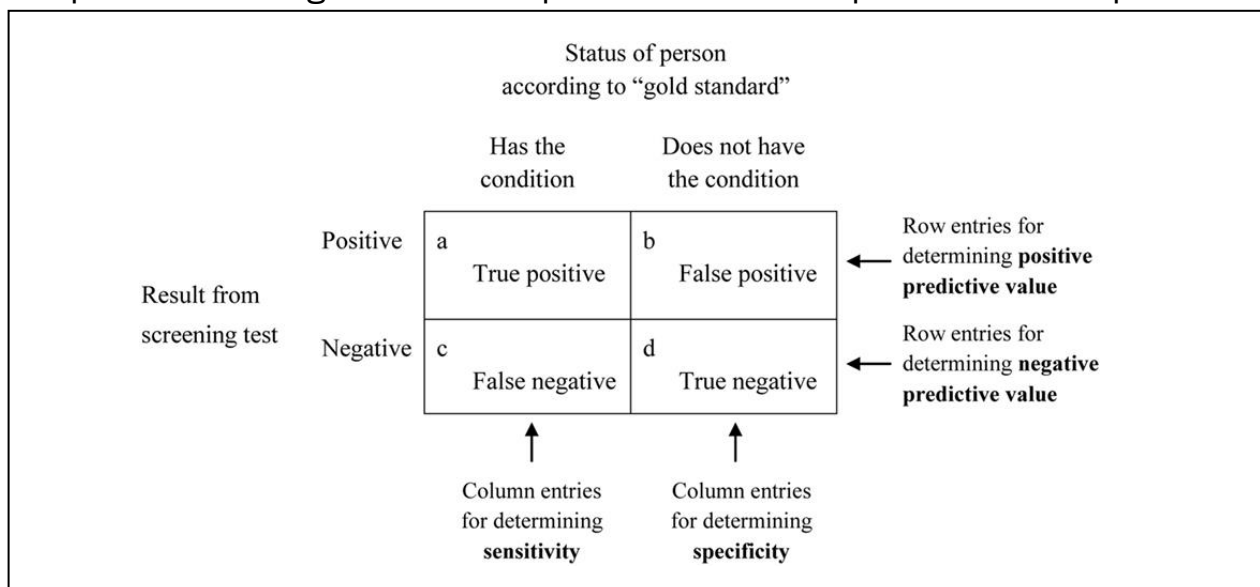 Status of person
according to “gold standard”
Has the
condition
Does not have
the condition
Result from
screening test
Positive
a
True positive
b
False positive
Row entries for
determining positive
predictive value
Negative
c
False negative
d
True negative
Row entries for
determining negative
predictive value
Column entries
for determining
sensitivity
Column entries
for determining
specificity